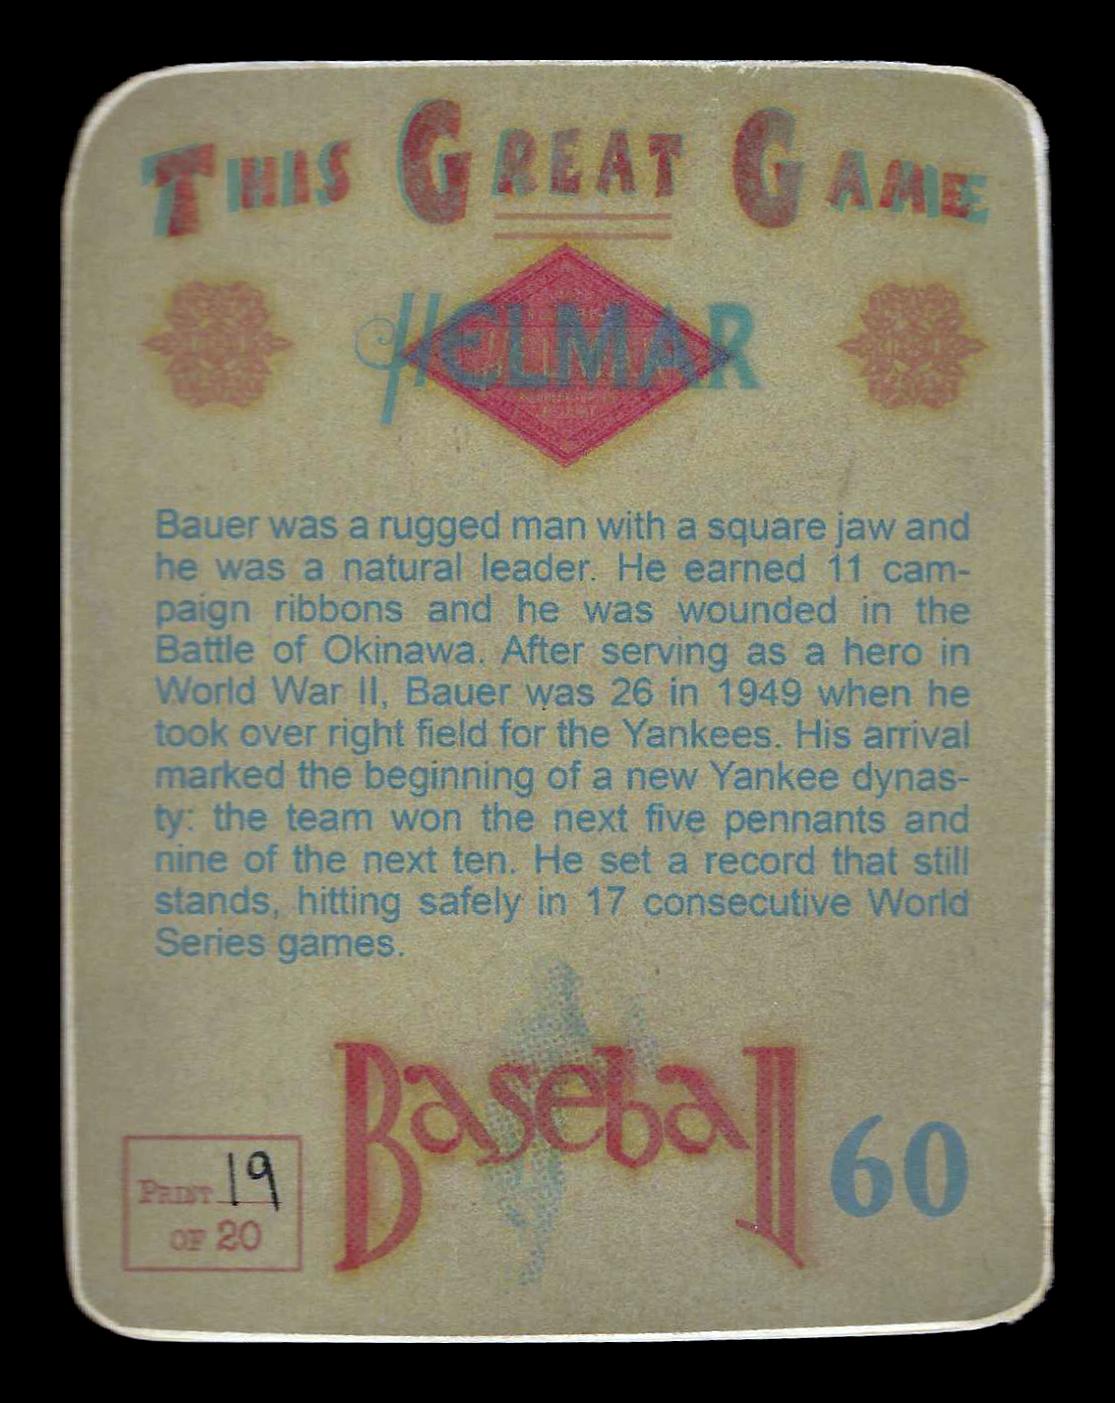 THIS GREAT GAME
HELMAR
Bauer was a rugged man with a square jaw and
he was a natural leader. He earned 11 cam-
paign ribbons and he was wounded in the
Battle of Okinawa. After serving as a hero in
World War II, Bauer was 26 in 1949 when he
took over right field for the Yankees. His arrival
marked the beginning of a new Yankee dynas-
ty: the team won the next five pennants and
nine of the next ten. He set a record that still
stands, hitting safely in 17 consecutive World
Series games.
Baseball
60
PRINT 19
OF 20